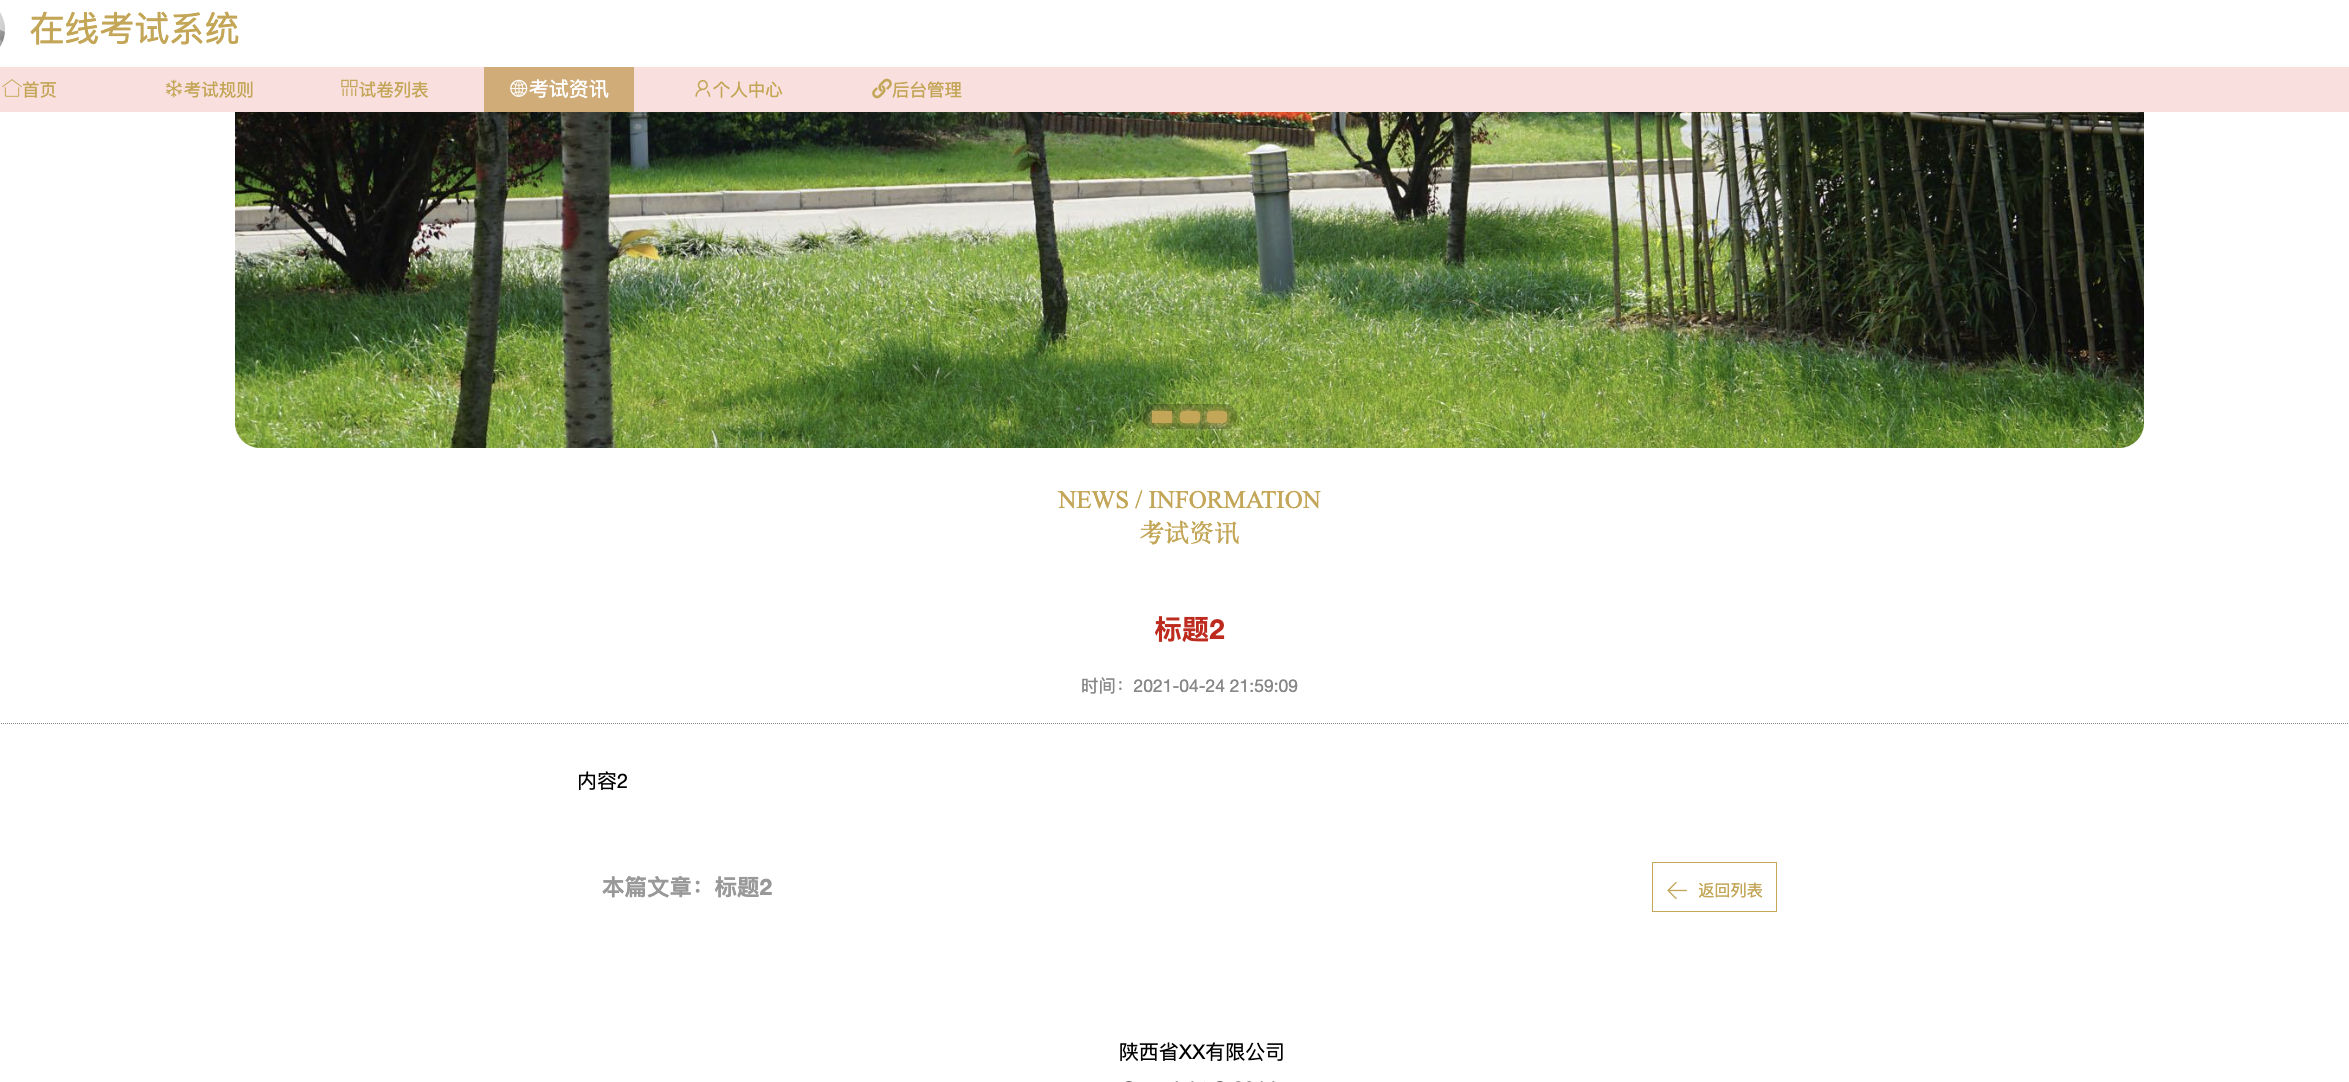 在线考试系统
首页 考试规则 试卷列表 考试资讯 个人中心 后台管理
NEWS / INFORMATION
考试资讯
标题2
时间：2021-04-24 21:59:09
内容2
本篇文章：标题2
返回列表
陕西省XX有限公司